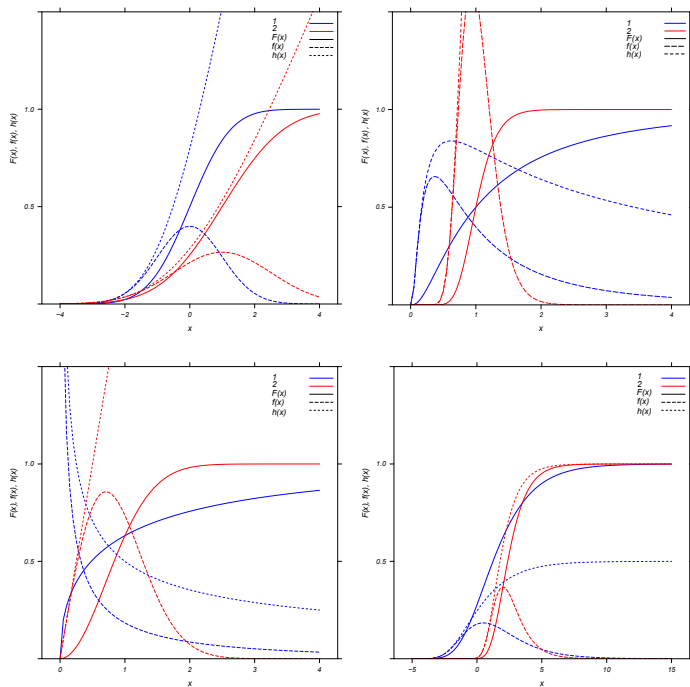 1
2
F(x)
f(x)
h(x)
F(x), f(x), h(x)
1.0
0.5
−4 −2 0 2 4
x
1
2
F(x)
f(x)
h(x)
F(x), f(x), h(x)
1.0
0.5
0 1 2 3 4
x
1
2
F(x)
f(x)
h(x)
F(x), f(x), h(x)
1.0
0.5
0 1 2 3 4
x
1
2
F(x)
f(x)
h(x)
F(x), f(x), h(x)
1.0
0.5
−5 0 5 10 15
x